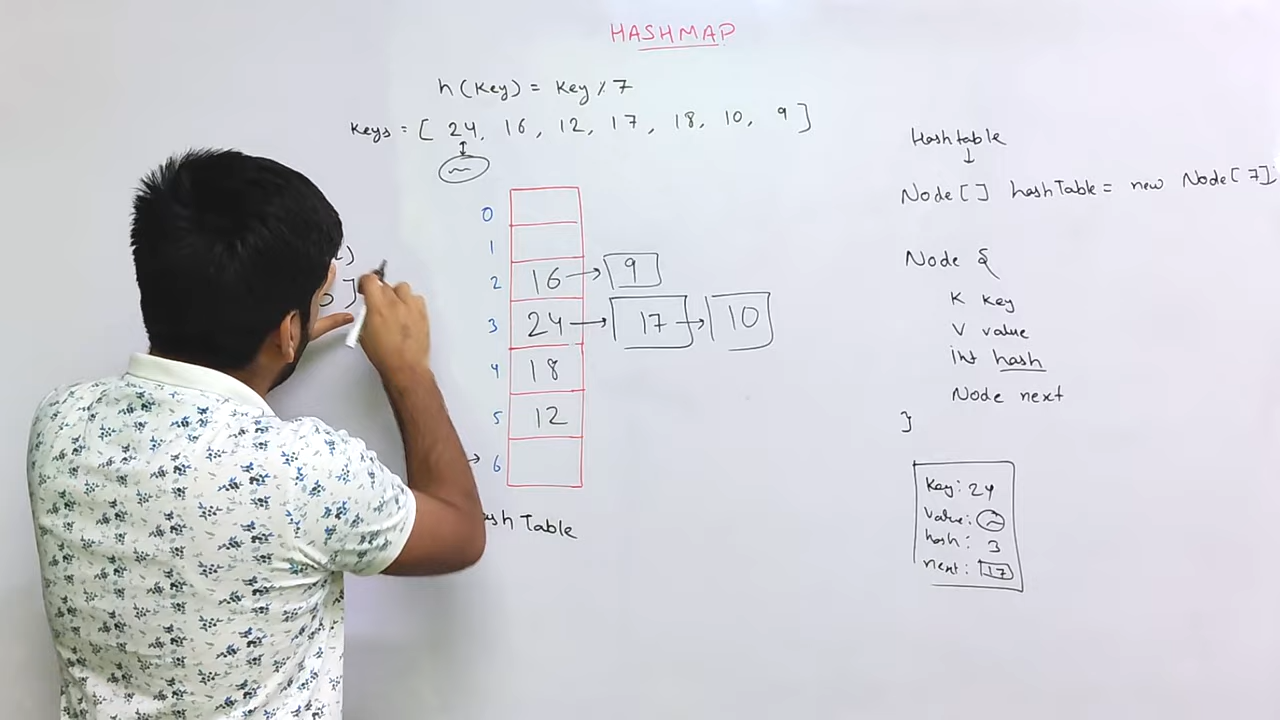 HASHMAP
h(Key) = Key % 7
Keys = [ 24, 16, 12, 17, 18, 10, 9 ]
0
1
2 16 → 9
3 24 → 17 → 10
4 18
5 12
→ 6
Table
Hashtable
↓
Node[] hashTable = new Node[7];
Node {
K Key
V value
int hash
Node next
}
Key: 24
Value:
hash: 3
next: 17